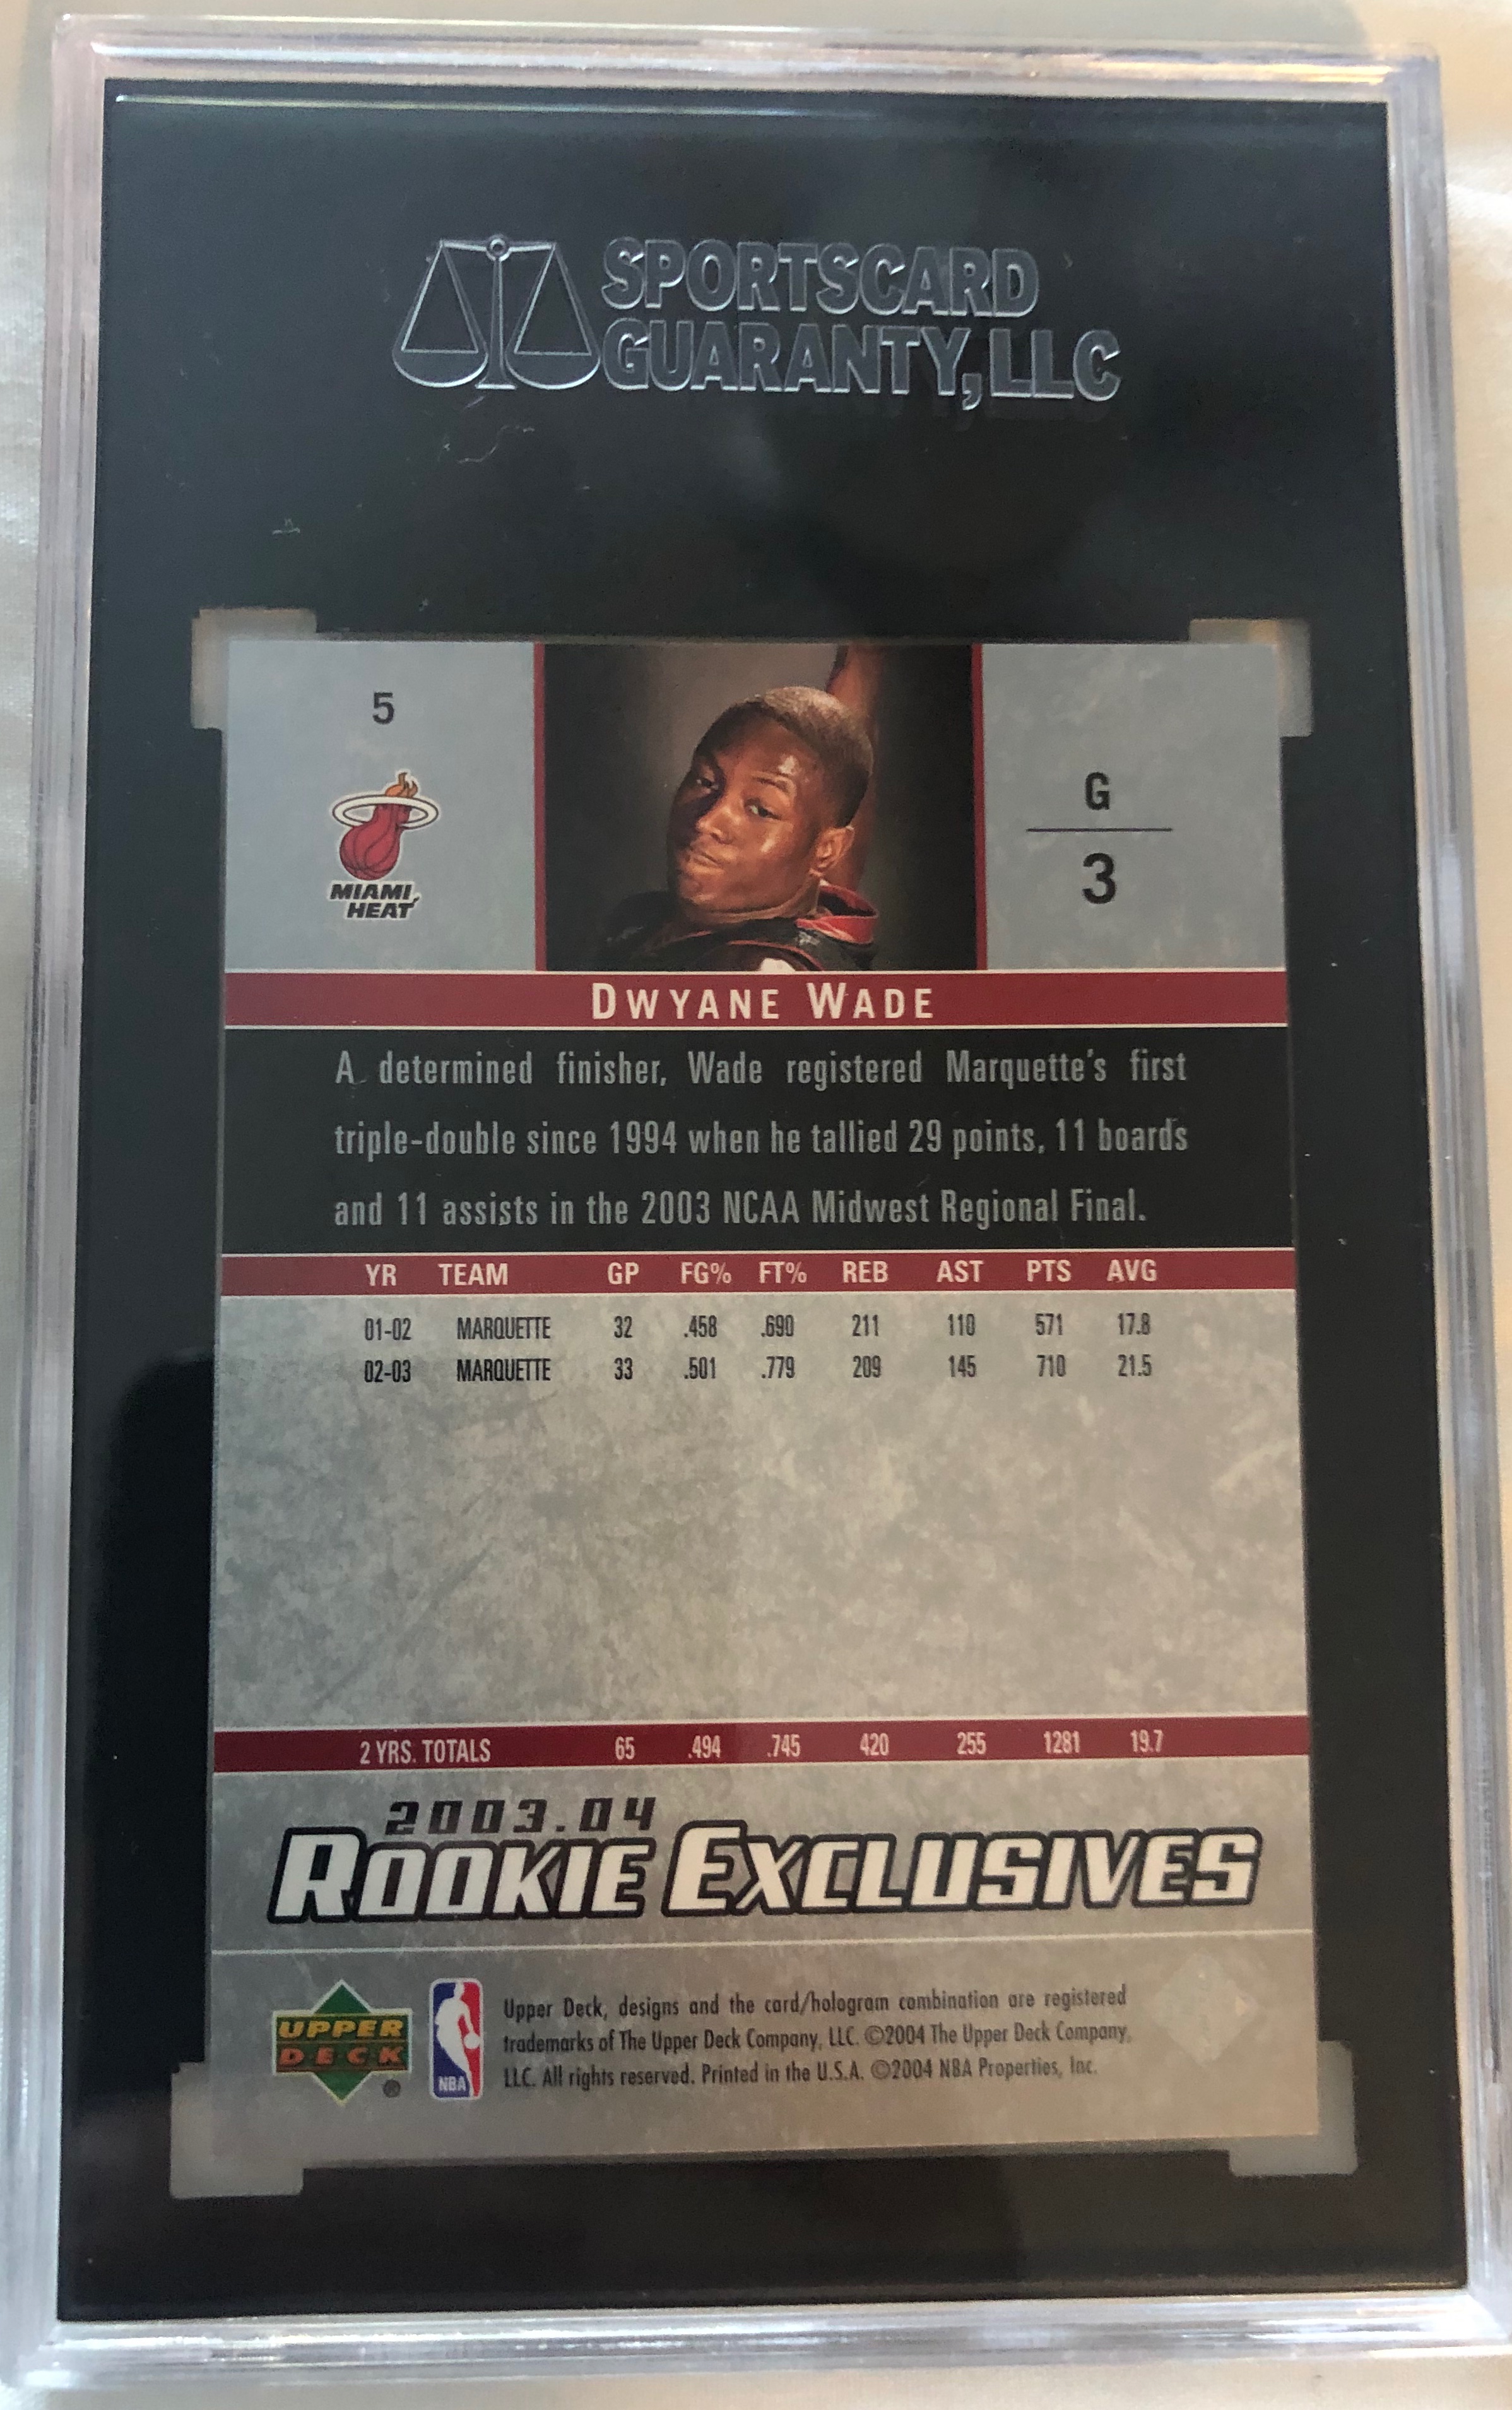 SPORTSCARD
GUARANTY, LLC
5
MIAMI
HEAT
G
3
DWYANE WADE
A determined finisher, Wade registered Marquette's first
triple-double since 1994 when he tallied 29 points, 11 boards
and 11 assists in the 2003 NCAA Midwest Regional Final.
YR TEAM GP FG% FT% REB AST PTS AVG
01-02 MARQUETTE 32 .458 .690 211 110 571 17.8
02-03 MARQUETTE 33 .501 .779 209 145 710 21.5
2 YRS. TOTALS 65 .494 .745 420 255 1281 19.7
2003.04
ROOKIE EXCLUSIVES
UPPER
DECK
®
NBA
Upper Deck, designs and the card/hologram combination are registered
trademarks of The Upper Deck Company, LLC. ©2004 The Upper Deck Company,
LLC. All rights reserved. Printed in the U.S.A. ©2004 NBA Properties, Inc.